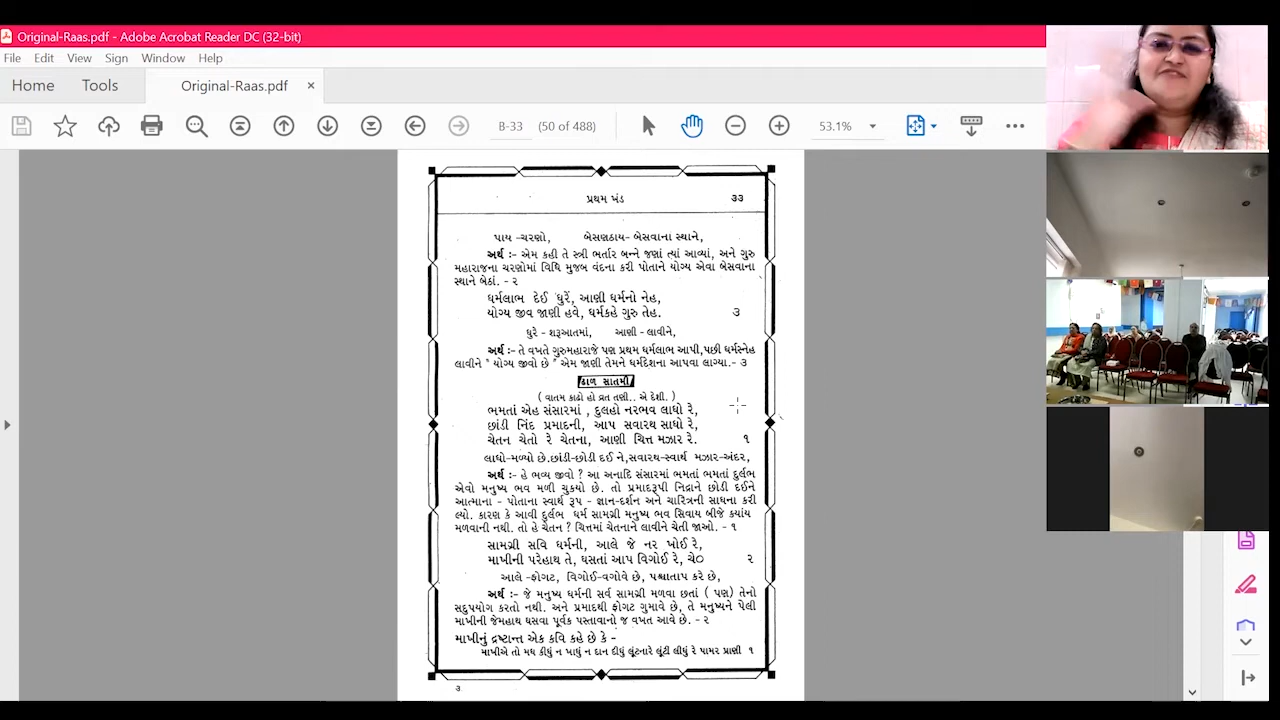 Original-Raas.pdf - Adobe Acrobat Reader DC (32-bit)
File Edit View Sign Window Help
Home Tools Original-Raas.pdf ×
B-33 (50 of 488) 53.1%
પ્રથમ ખંડ ૩૩
પાય -ચરણો, બેસણઠાય- બેસવાના સ્થાને,
અર્થ :- એમ કહી તે સ્ત્રી ભર્તાર બન્ને જણાં ત્યાં આવ્યાં, અને ગુરુ
મહારાજના ચરણોમાં વિધિ મુજબ વંદના કરી પોતાને યોગ્ય એવા બેસવાના
સ્થાને બેઠાં. - ૨
ધર્મલાભ દેઈ ધુરેં, આણી ધર્મનો નેહ,
યોગ્ય જીવ જાણી હવે, ધર્મકહે ગુરુ તેહ. ૩
ધુરે - શરૂઆતમાં, આણી - લાવીને,
અર્થ :- તે વખતે ગુરુમહારાજે પણ પ્રથમ ધર્મલાભ આપી,પછી ધર્મસ્નેહ
લાવીને " યોગ્ય જીવો છે " એમ જાણી તેમને ધર્મદેશના આપવા લાગ્યા.- ૩
ઢાળ સાતમી
( વાતમ કાઢો હો વ્રત તણી.. એ દેશી. )
ભમતાં એહ સંસારમાં , દુલહો નરભવ લાધો રે,
છાંડી નિંદ પ્રમાદની, આપ સવારથ સાધો રે,
ચેતન ચેતો રે ચેતના, આણી ચિત્ત મઝાર રે. ૧
લાધો-મળ્યો છે.છાંડી-છોડી દઈ ને,સવારથ-સ્વાર્થ મઝાર-અંદર,
અર્થ :- હે ભવ્ય જીવો ? આ અનાદિ સંસારમાં ભમતાં ભમતાં દુર્લભ
એવો મનુષ્ય ભવ મળી ચુકયો છે. તો પ્રમાદરૂપી નિદ્રાને છોડી દઈને
આત્માના - પોતાના સ્વાર્થ રૂપ - જ્ઞાન-દર્શન અને ચારિત્રની સાધના કરી
લ્યો. કારણ કે આવી દુર્લભ ધર્મ સામગ્રી મનુષ્ય ભવ સિવાય બીજે કયાંય
મળવાની નથી. તો હે ચેતન ? ચિત્તમાં ચેતનાને લાવીને ચેતી જાઓ. - ૧
સામગ્રી સવિ ધર્મની, આલે જે નર ખોઈ રે,
માખીની પરેહાથ તે, ઘસતાં આપ વિગોઈ રે, ચે૦ ૨
આલે -ફોગટ, વિગોઈ-વગોવે છે, પશ્ચાતાપ કરે છે,
અર્થ :- જે મનુષ્ય ધર્મની સર્વ સામગ્રી મળવા છતાં ( પણ) તેનો
સદુપયોગ કરતો નથી. અને પ્રમાદથી ફોગટ ગુમાવે છે, તે મનુષ્યને પેલી
માખીની જેમહાથ ઘસવા પૂર્વક પસ્તાવાનો જ વખત આવે છે. - ૨
માખીનું દ્રષ્ટાન્ત એક કવિ કહે છે કે -
માખીએ તો મધ કીધું ન ખાધું ન દાન દીધું લૂંટનારે લૂંટી લીધું રે પામર પ્રાણી ૧
૩